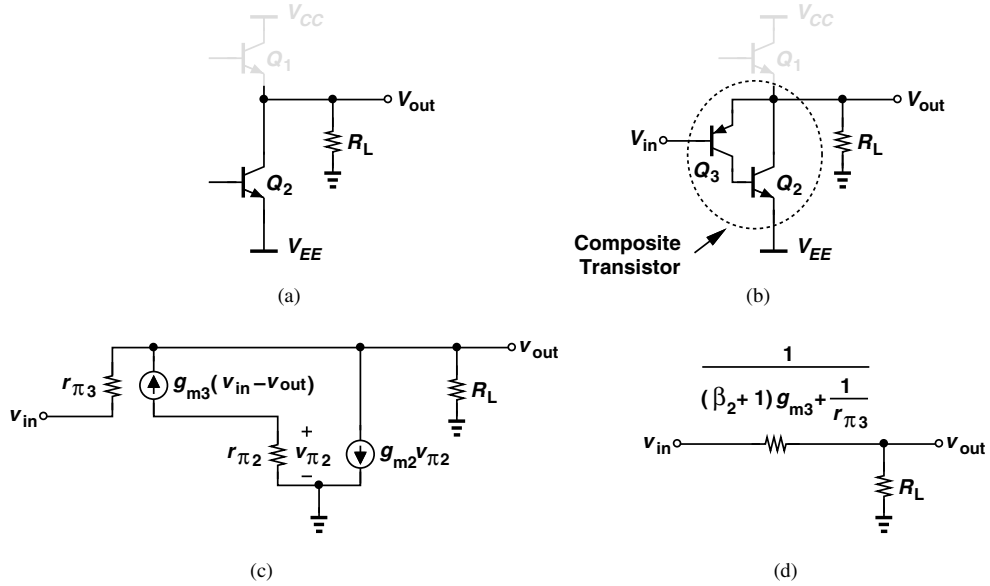 V_CC
Q_1
V_out
R_L
Q_2
V_EE
(a)
V_CC
Q_1
V_out
V_in
R_L
Q_3
Q_2
Composite
Transistor
V_EE
(b)
v_out
r_π3
g_m3(v_in−v_out)
R_L
v_in
+
r_π2
v_π2
−
g_m2v_π2
(c)
1
(β_2+1)g_m3+
1
r_π3
v_in
v_out
R_L
(d)